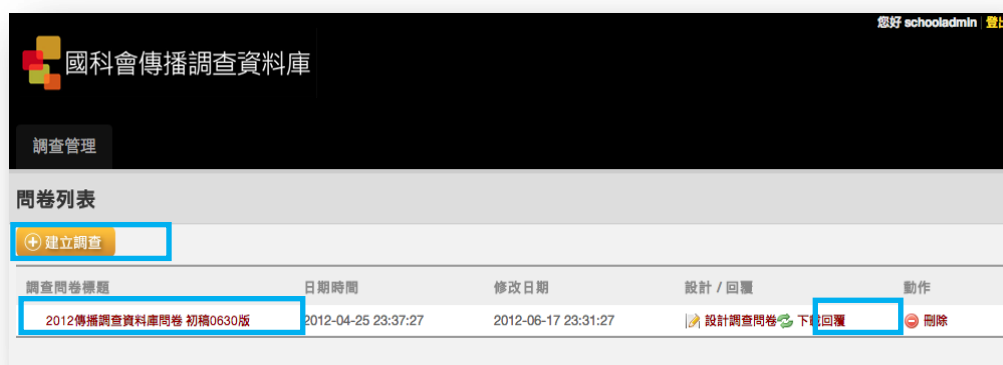 您好 schooladmin 登出
國科會傳播調查資料庫
調查管理
問卷列表
建立調查
調查問卷標題 日期時間 修改日期 設計 / 回覆 動作
2012傳播調查資料庫問卷 初稿0630版 2012-04-25 23:37:27 2012-06-17 23:31:27 設計調查問卷 下載回覆 刪除